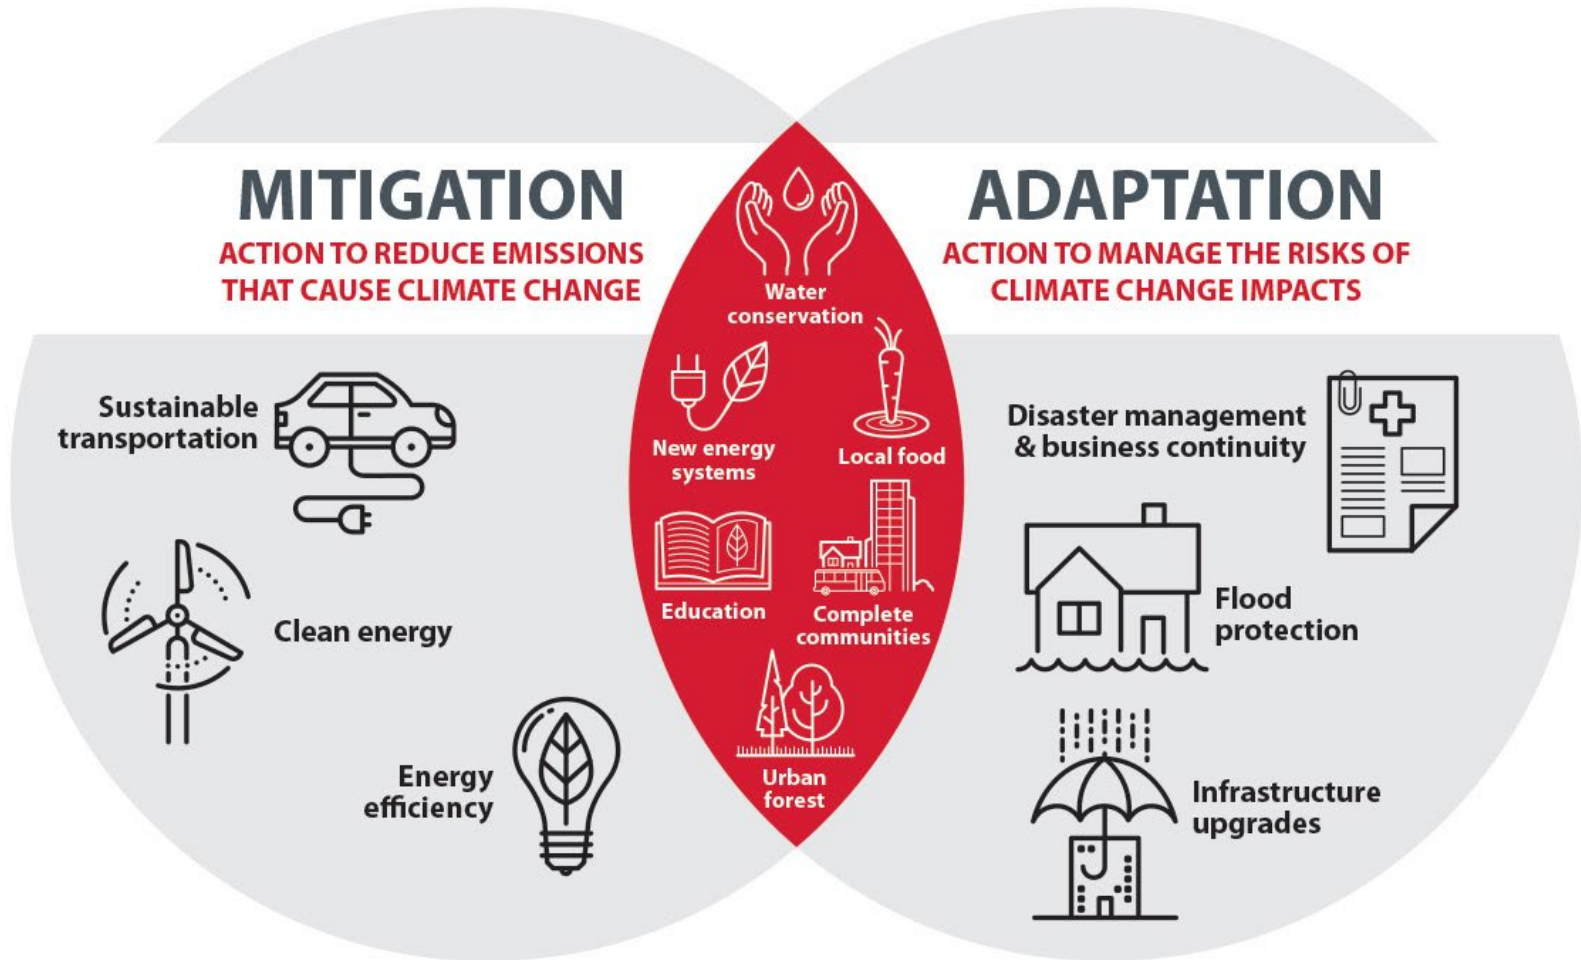 MITIGATION
ACTION TO REDUCE EMISSIONS
THAT CAUSE CLIMATE CHANGE
Sustainable
transportation
Clean energy
Energy
efficiency
Water
conservation
New energy
systems
Local food
Education
Complete
communities
Urban
forest
ADAPTATION
ACTION TO MANAGE THE RISKS OF
CLIMATE CHANGE IMPACTS
Disaster management
& business continuity
Flood
protection
Infrastructure
upgrades